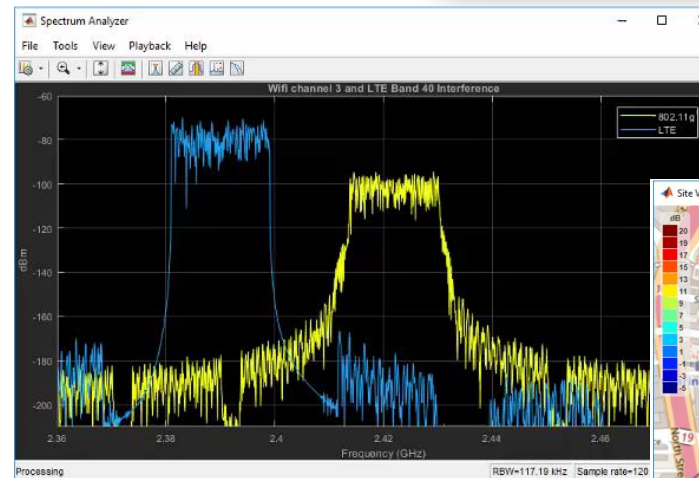 Spectrum Analyzer
File Tools View Playback Help
Wifi channel 3 and LTE Band 40 Interference
802.11g
LTE
-60
-80
-100
-120
-140
-160
-180
-200
dBm
2.36 2.38 2.4 2.42 2.44 2.46
Frequency (GHz)
Processing
RBW=117.19 kHz Sample rate=120
Site V
dB
20
19
17
15
13
11
9
7
5
3
1
-1
-3
-5
19
North Stre